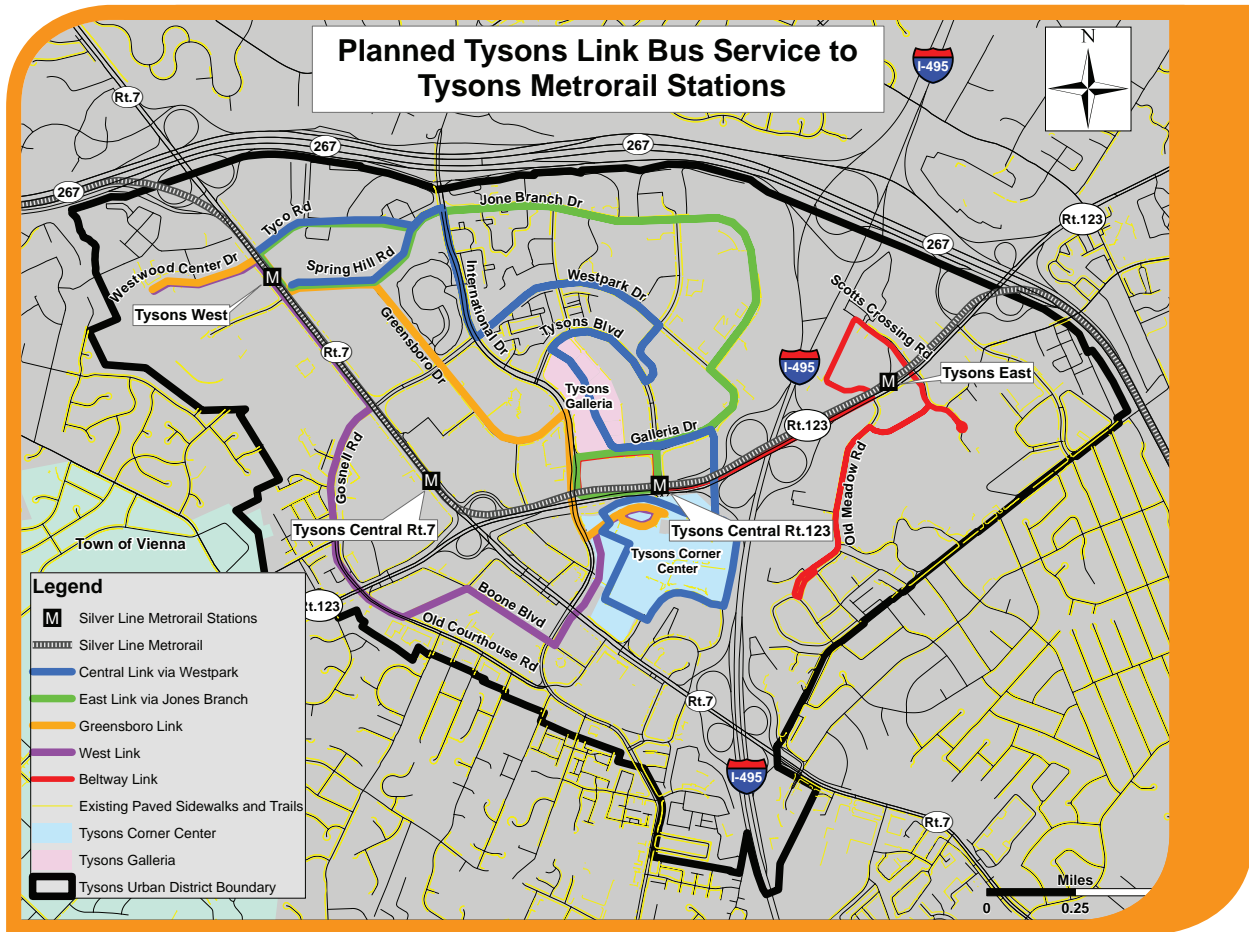 Planned Tysons Link Bus Service to
Tysons Metrorail Stations
N
I-495
Rt.7
267
267
267
Rt.123
267
Jone Branch Dr
Tyco Rd
Westwood Center Dr
Spring Hill Rd
International Dr
Westpark Dr
Scotts Crossing Rd
M
Tysons West
Greensboro Dr
Tysons Blvd
Rt.7
I-495
Tysons East
M
Tysons
Galleria
Rt.123
Galleria Dr
Gosnell Rd
M
M
Old Meadow Rd
Tysons Central Rt.7
Tysons Central Rt.123
Town of Vienna
Tysons Corner
Center
Boone Blvd
Rt.123
Old Courthouse Rd
Rt.7
I-495
Rt.7
Legend
M Silver Line Metrorail Stations
Silver Line Metrorail
Central Link via Westpark
East Link via Jones Branch
Greensboro Link
West Link
Beltway Link
Existing Paved Sidewalks and Trails
Tysons Corner Center
Tysons Galleria
Tysons Urban District Boundary
Miles
0 0.25